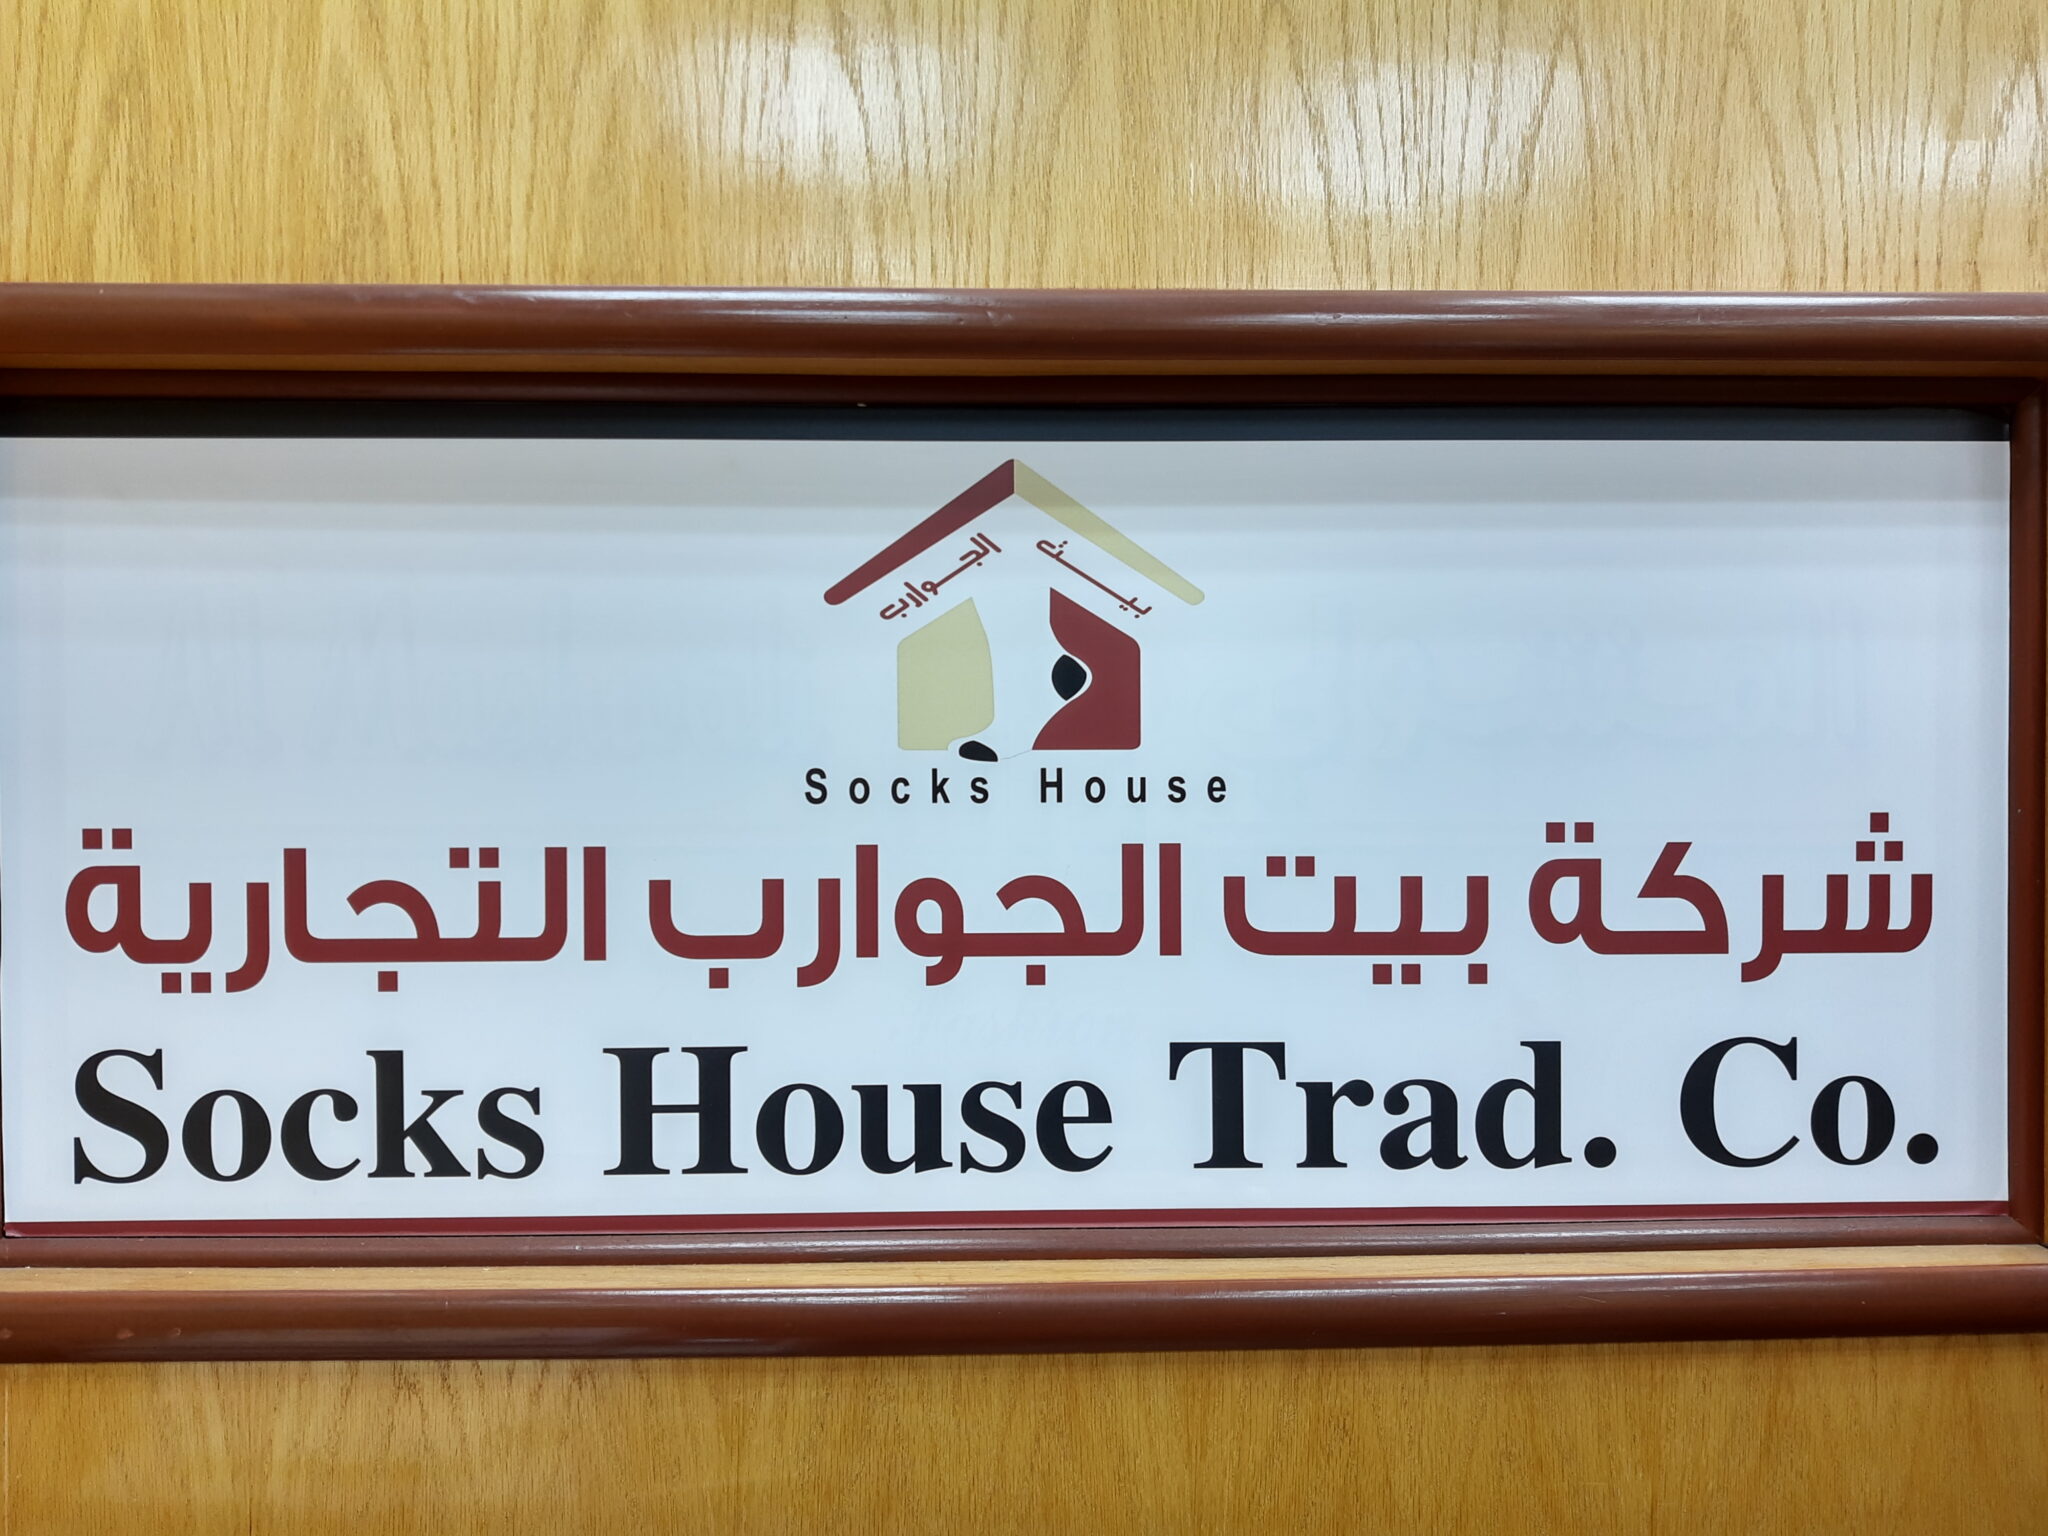 بيت الجوارب
Socks House
شركة بيت الجوارب التجارية
Socks House Trad. Co.